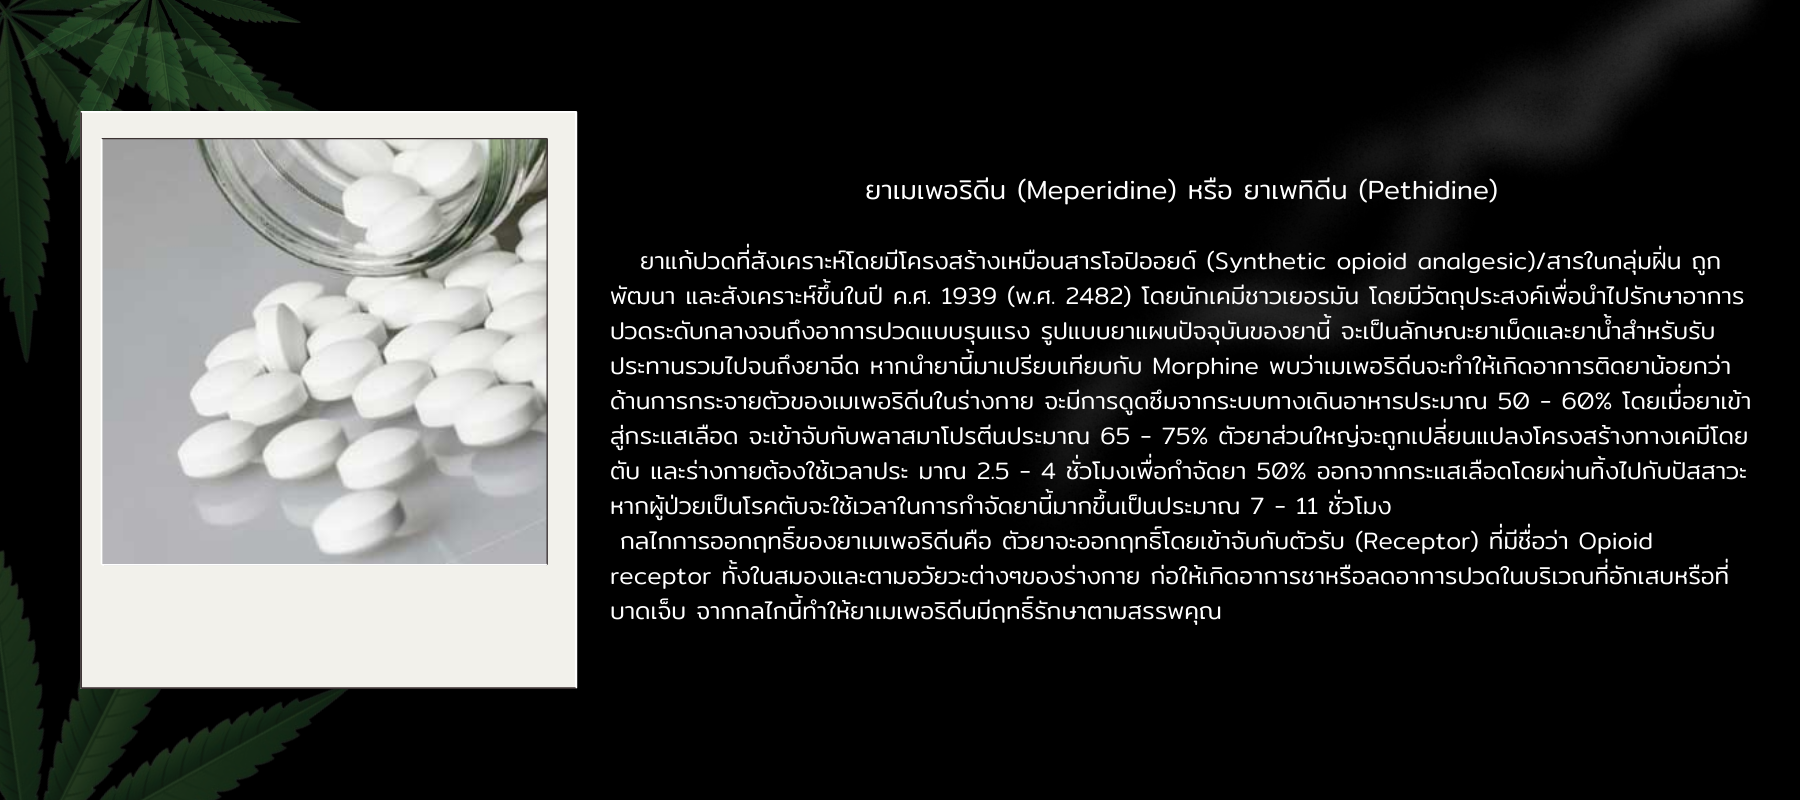 ยาเมเพอริดีน (Meperidine) หรือ ยาเพทิดีน (Pethidine)
ยาแก้ปวดที่สังเคราะห์โดยมีโครงสร้างเหมือนสารโอปิออยด์ (Synthetic opioid analgesic)/สารในกลุ่มฝิ่น ถูก
พัฒนา และสังเคราะห์ขึ้นในปี ค.ศ. 1939 (พ.ศ. 2482) โดยนักเคมีชาวเยอรมัน โดยมีวัตถุประสงค์เพื่อนำไปรักษาอาการ
ปวดระดับกลางจนถึงอาการปวดแบบรุนแรง รูปแบบยาแผนปัจจุบันของยานี้ จะเป็นลักษณะยาเม็ดและยาน้ำสำหรับรับ
ประทานรวมไปจนถึงยาฉีด หากนำยานี้มาเปรียบเทียบกับ Morphine พบว่าเมเพอริดีนจะทำให้เกิดอาการติดยาน้อยกว่า
ด้านการกระจายตัวของเมเพอริดีนในร่างกาย จะมีการดูดซึมจากระบบทางเดินอาหารประมาณ 50 - 60% โดยเมื่อยาเข้า
สู่กระแสเลือด จะเข้าจับกับพลาสมาโปรตีนประมาณ 65 - 75% ตัวยาส่วนใหญ่จะถูกเปลี่ยนแปลงโครงสร้างทางเคมีโดย
ตับ และร่างกายต้องใช้เวลาประ มาณ 2.5 - 4 ชั่วโมงเพื่อกำจัดยา 50% ออกจากกระแสเลือดโดยผ่านทิ้งไปกับปัสสาวะ
หากผู้ป่วยเป็นโรคตับจะใช้เวลาในการกำจัดยานี้มากขึ้นเป็นประมาณ 7 - 11 ชั่วโมง
กลไกการออกฤทธิ์ของยาเมเพอริดีนคือ ตัวยาจะออกฤทธิ์โดยเข้าจับกับตัวรับ (Receptor) ที่มีชื่อว่า Opioid
receptor ทั้งในสมองและตามอวัยวะต่างๆของร่างกาย ก่อให้เกิดอาการชาหรือลดอาการปวดในบริเวณที่อักเสบหรือที่
บาดเจ็บ จากกลไกนี้ทำให้ยาเมเพอริดีนมีฤทธิ์รักษาตามสรรพคุณ